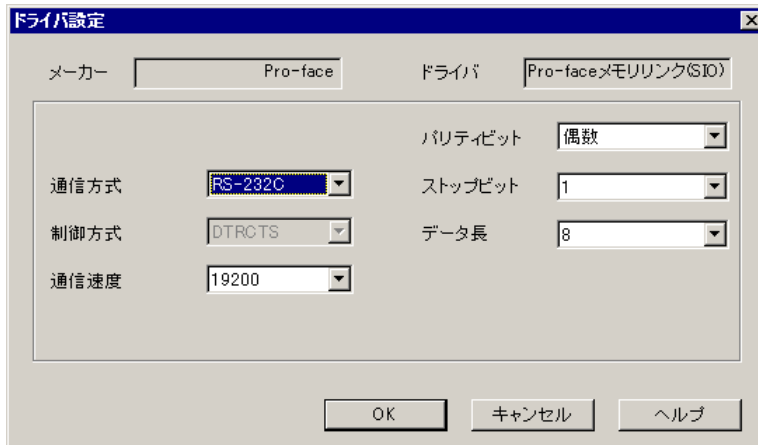 ドライバ設定
メーカー Pro-face ドライバ Pro-faceメモリリンク(SIO)
パリティビット 偶数
通信方式 RS-232C ストップビット 1
制御方式 DTRCTS データ長 8
通信速度 19200
OK キャンセル ヘルプ